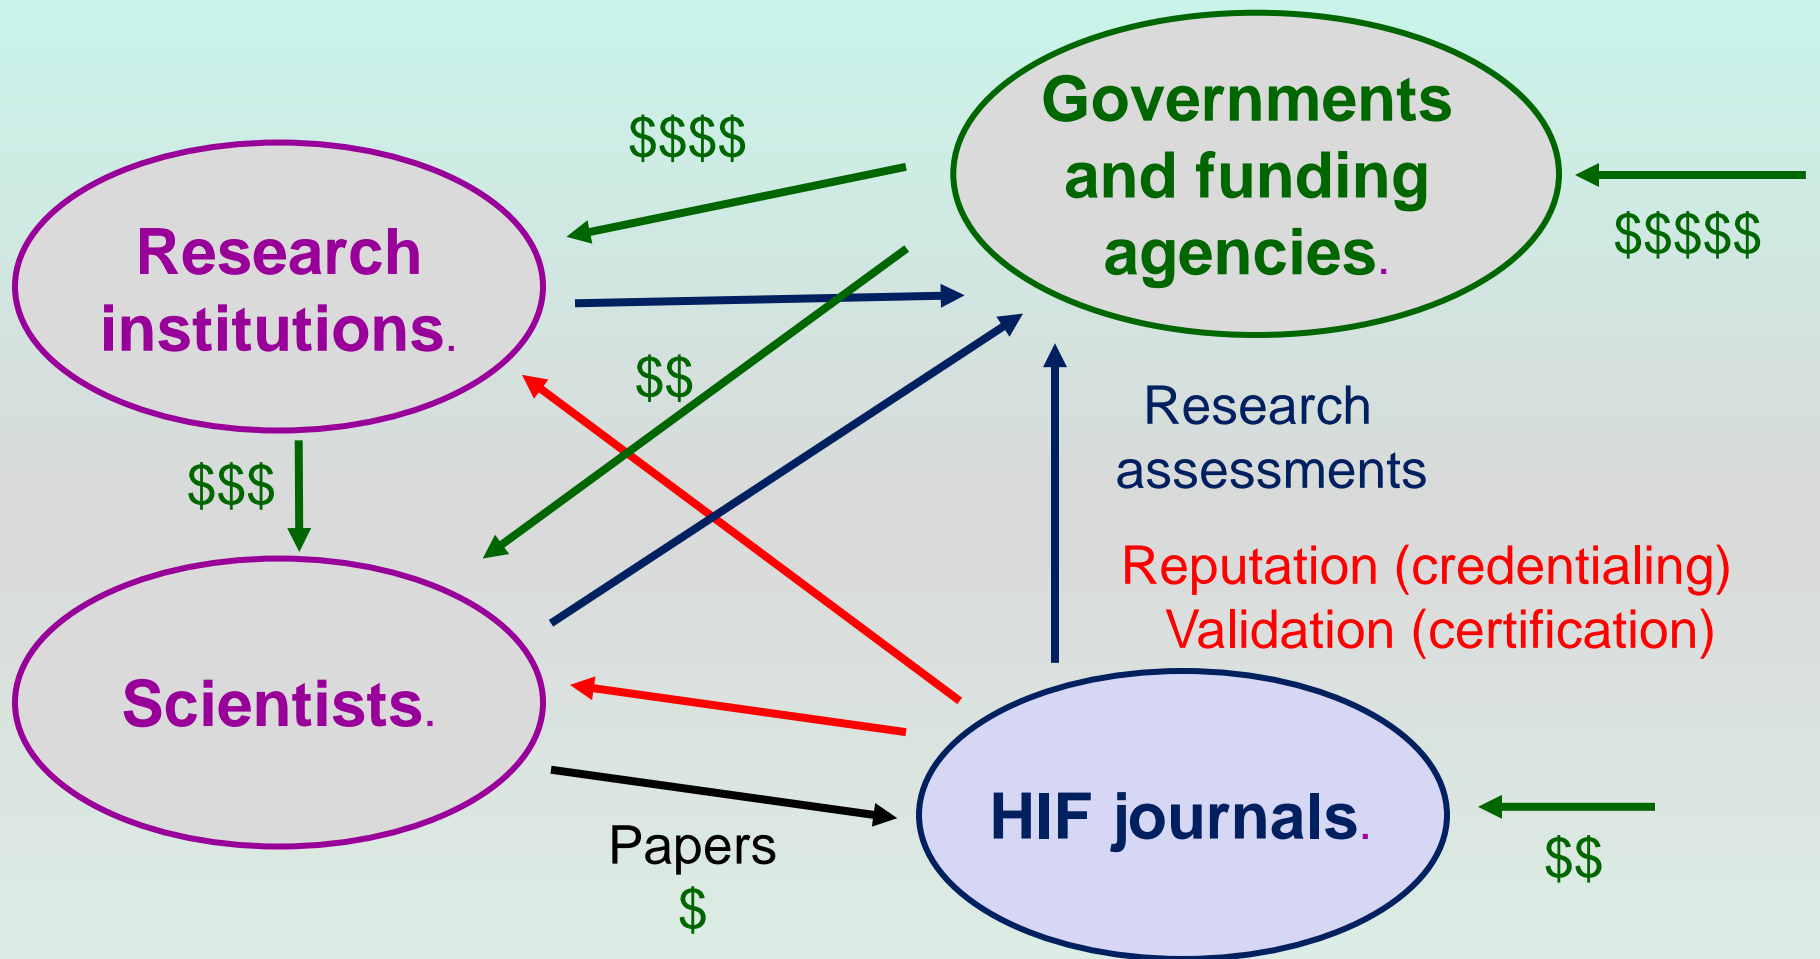 Governments
and funding
agencies.
$$$$
$$$$$
Research
institutions.
$$
$$$
Research
assessments
Reputation (credentialing)
Validation (certification)
Scientists.
HIF journals.
Papers
$
$$